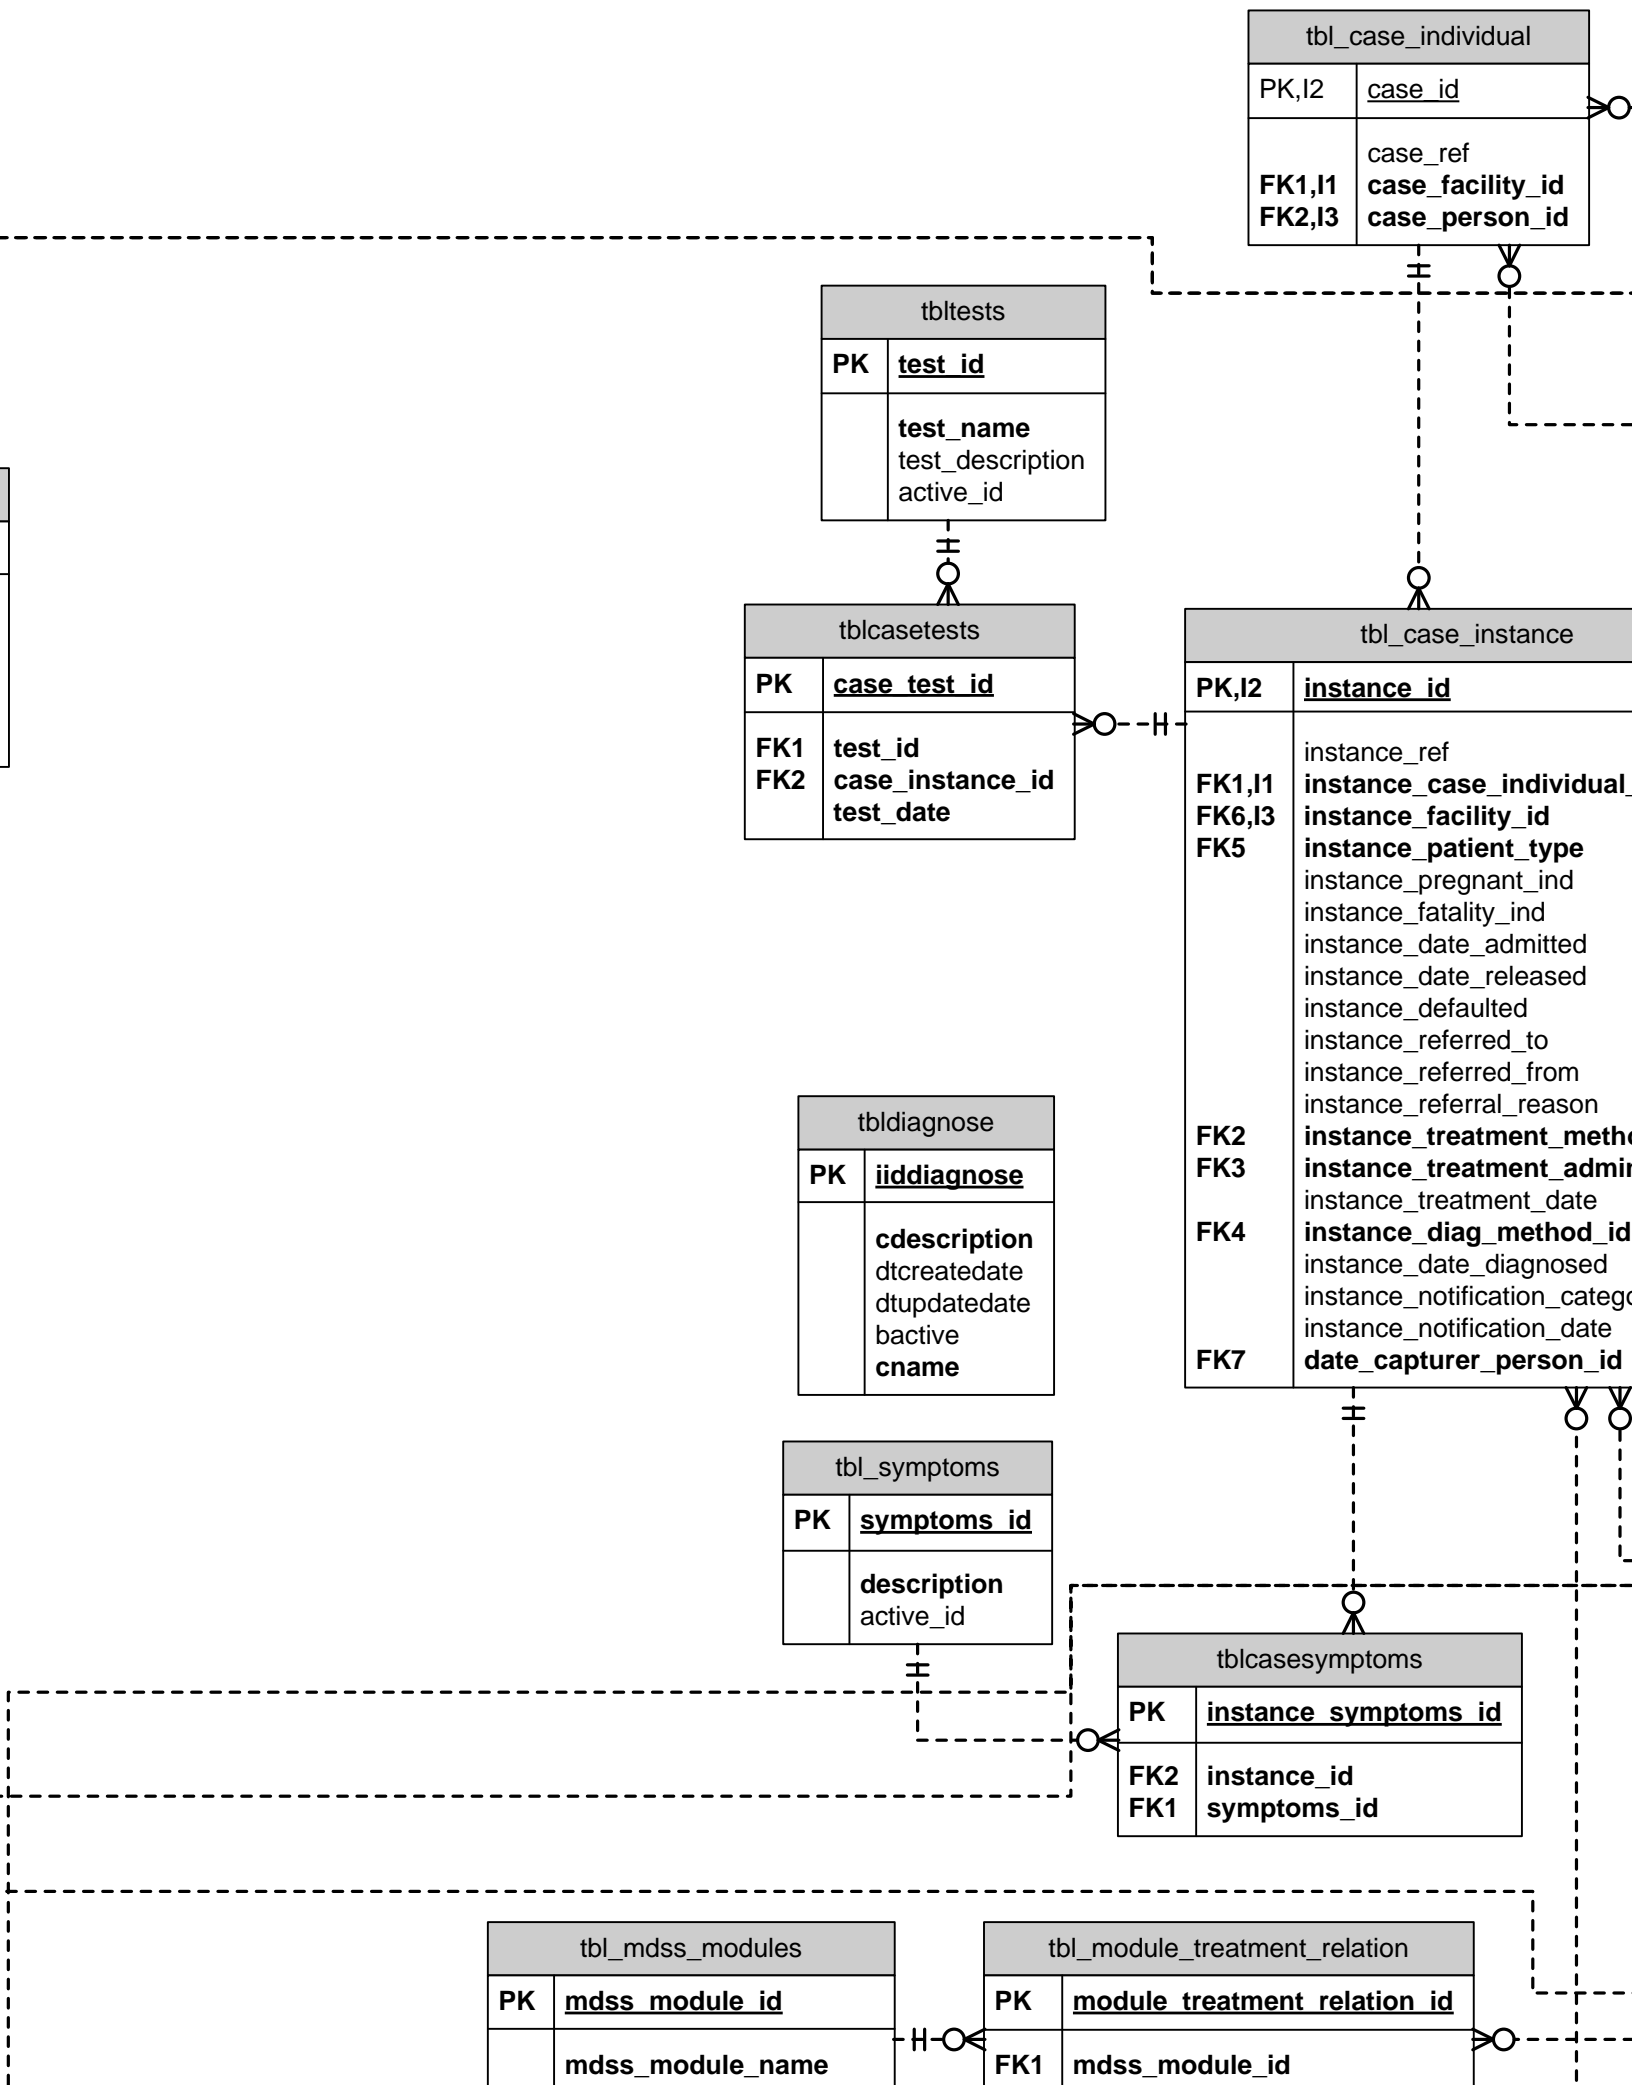 tbl_case_individual
PK,I2 case_id
case_ref
FK1,I1 case_facility_id
FK2,I3 case_person_id
tbltests
PK test_id
test_name
test_description
active_id
tblcasetests
PK case_test_id
FK1 test_id
FK2 case_instance_id
test_date
tbl_case_instance
PK,I2 instance_id
instance_ref
FK1,I1 instance_case_individual_
FK6,I3 instance_facility_id
FK5 instance_patient_type
instance_pregnant_ind
instance_fatality_ind
instance_date_admitted
instance_date_released
instance_defaulted
instance_referred_to
instance_referred_from
instance_referral_reason
FK2
FK3
instance_treatment_date
FK4 instance_diag_method_id
instance_date_diagnosed
instance_notification_date
FK7 date_capturer_person_id
tbldiagnose
PK iiddiagnose
cdescription
dtcreatedate
dtupdatedate
bactive
cname
tbl_symptoms
PK symptoms_id
description
active_id
tblcasesymptoms
PK instance_symptoms_id
FK2 instance_id
FK1 symptoms_id
tbl_mdss_modules
PK mdss_module_id
mdss_module_name
tbl_module_treatment_relation
PK module_treatment_relation_id
FK1 mdss_module_id